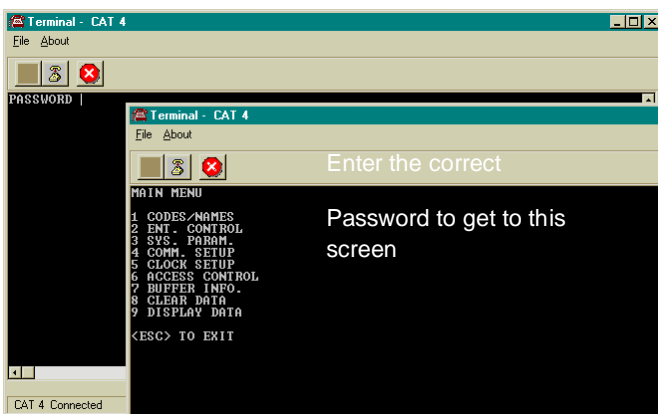 Terminal - CAT 4
File About
PASSWORD
Terminal - CAT 4
File About
Enter the correct
MAIN MENU
Password to get to this
screen
1 CODES/NAMES
2 ENT. CONTROL
3 SYS. PARAM.
4 COMM. SETUP
5 CLOCK SETUP
6 ACCESS CONTROL
7 BUFFER INFO.
8 CLEAR DATA
9 DISPLAY DATA
<ESC> TO EXIT
CAT 4 Connected